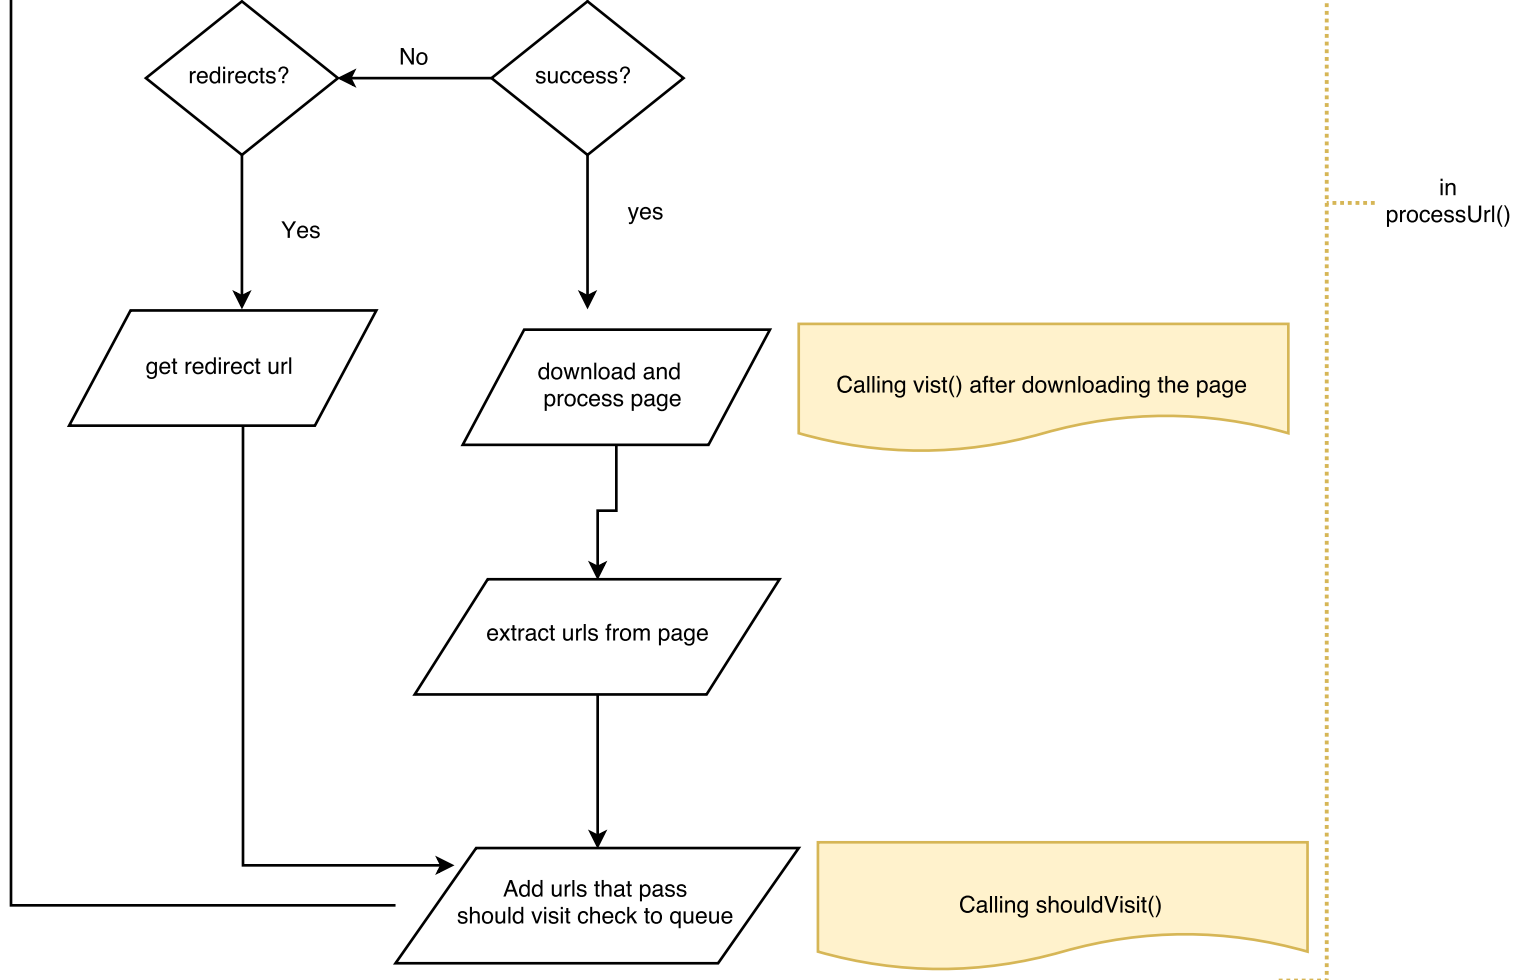 redirects?
No
success?
Yes
yes
in
processUrl()
get redirect url
download and
process page
Calling vist() after downloading the page
extract urls from page
Add urls that pass
should visit check to queue
Calling shouldVisit()